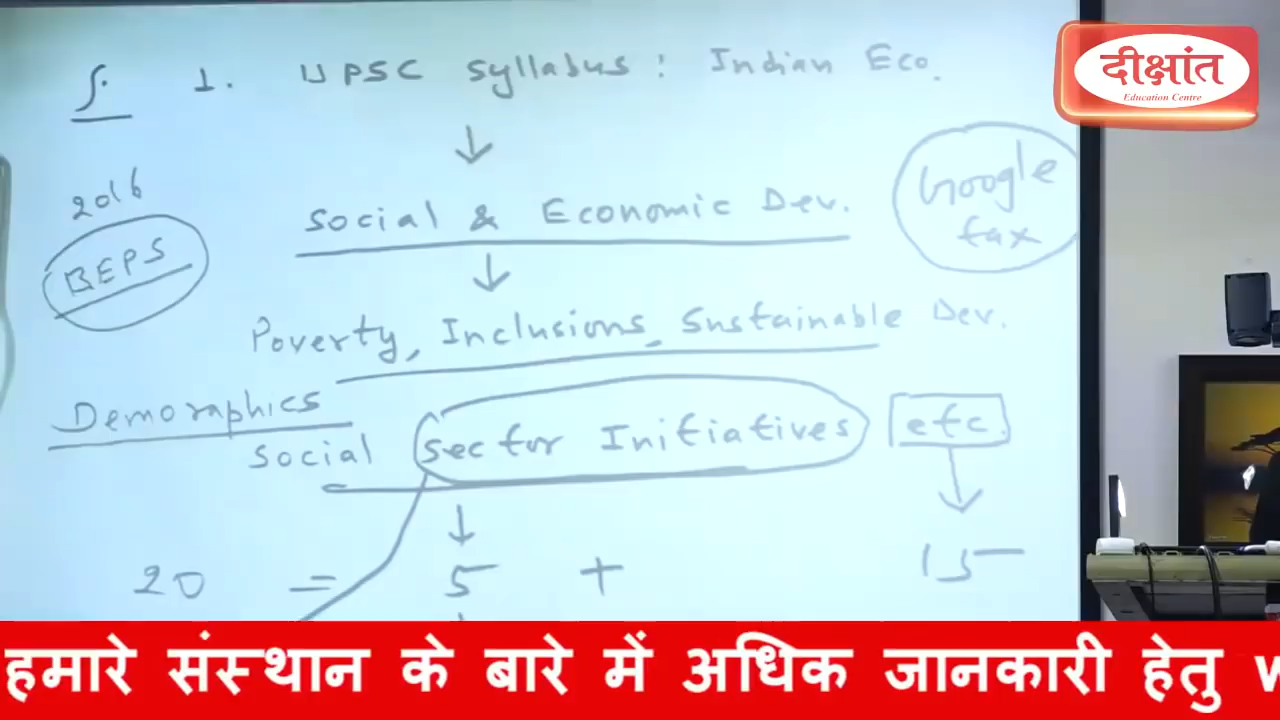 1. UPSC Syllabus : Indian Eco.
दीक्षांत
Education Centre
2016
BEPS
Social & Economic Dev.
Google
tax
Poverty, Inclusions, Sustainable Dev.
Demoraphics
Social Sector Initiatives etc.
20 = 5 + 15
हमारे संस्थान के बारे में अधिक जानकारी हेतु